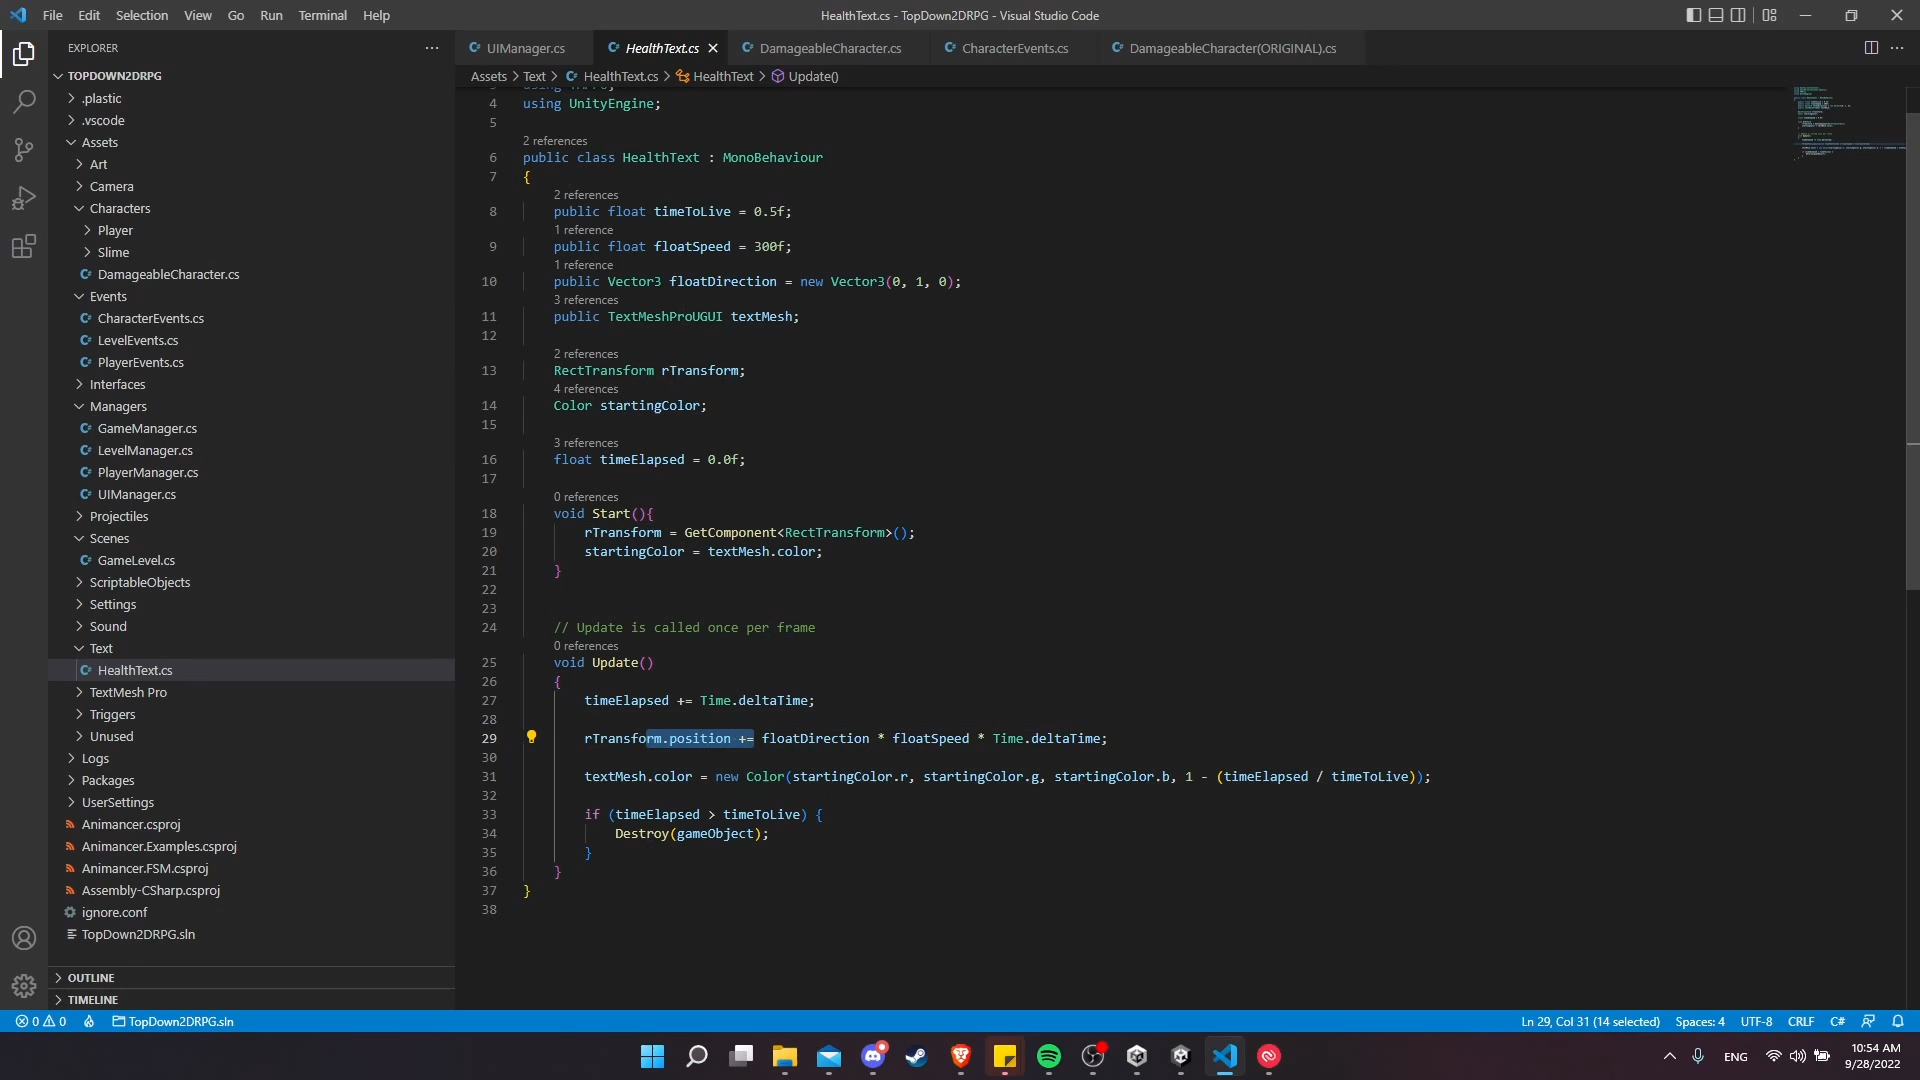 File Edit Selection View Go Run Terminal Help
HealthText.cs - TopDown2DRPG - Visual Studio Code
EXPLORER
UIManager.cs
HealthText.cs
DamageableCharacter.cs
CharacterEvents.cs
DamageableCharacter(ORIGINAL).cs
Assets > Text > HealthText.cs > HealthText > Update()
TOPDOWN2DRPG
.plastic
.vscode
Assets
Art
Camera
Characters
Player
Slime
DamageableCharacter.cs
Events
CharacterEvents.cs
LevelEvents.cs
PlayerEvents.cs
Interfaces
Managers
GameManager.cs
LevelManager.cs
PlayerManager.cs
UIManager.cs
Projectiles
Scenes
GameLevel.cs
ScriptableObjects
Settings
Sound
Text
HealthText.cs
TextMesh Pro
Triggers
Unused
Logs
Packages
UserSettings
Animancer.csproj
Animancer.Examples.csproj
Animancer.FSM.csproj
Assembly-CSharp.csproj
ignore.conf
TopDown2DRPG.sln
OUTLINE
TIMELINE
4 using UnityEngine;
5
2 references
6 public class HealthText : MonoBehaviour
7 {
2 references
8 public float timeToLive = 0.5f;
1 reference
9 public float floatSpeed = 300f;
1 reference
10 public Vector3 floatDirection = new Vector3(0, 1, 0);
3 references
11 public TextMeshProUGUI textMesh;
12
2 references
13 RectTransform rTransform;
4 references
14 Color startingColor;
15
3 references
16 float timeElapsed = 0.0f;
17
0 references
18 void Start(){
19 rTransform = GetComponent<RectTransform>();
20 startingColor = textMesh.color;
21 }
22
23
24 // Update is called once per frame
0 references
25 void Update()
26 {
27 timeElapsed += Time.deltaTime;
28
29 rTransform.position += floatDirection * floatSpeed * Time.deltaTime;
30
31 textMesh.color = new Color(startingColor.r, startingColor.g, startingColor.b, 1 - (timeElapsed / timeToLive));
32
33 if (timeElapsed > timeToLive) {
34 Destroy(gameObject);
35 }
36 }
37 }
38
0 0 TopDown2DRPG.sln
Ln 29, Col 31 (14 selected) Spaces: 4 UTF-8 CRLF C#
ENG
10:54 AM
9/28/2022